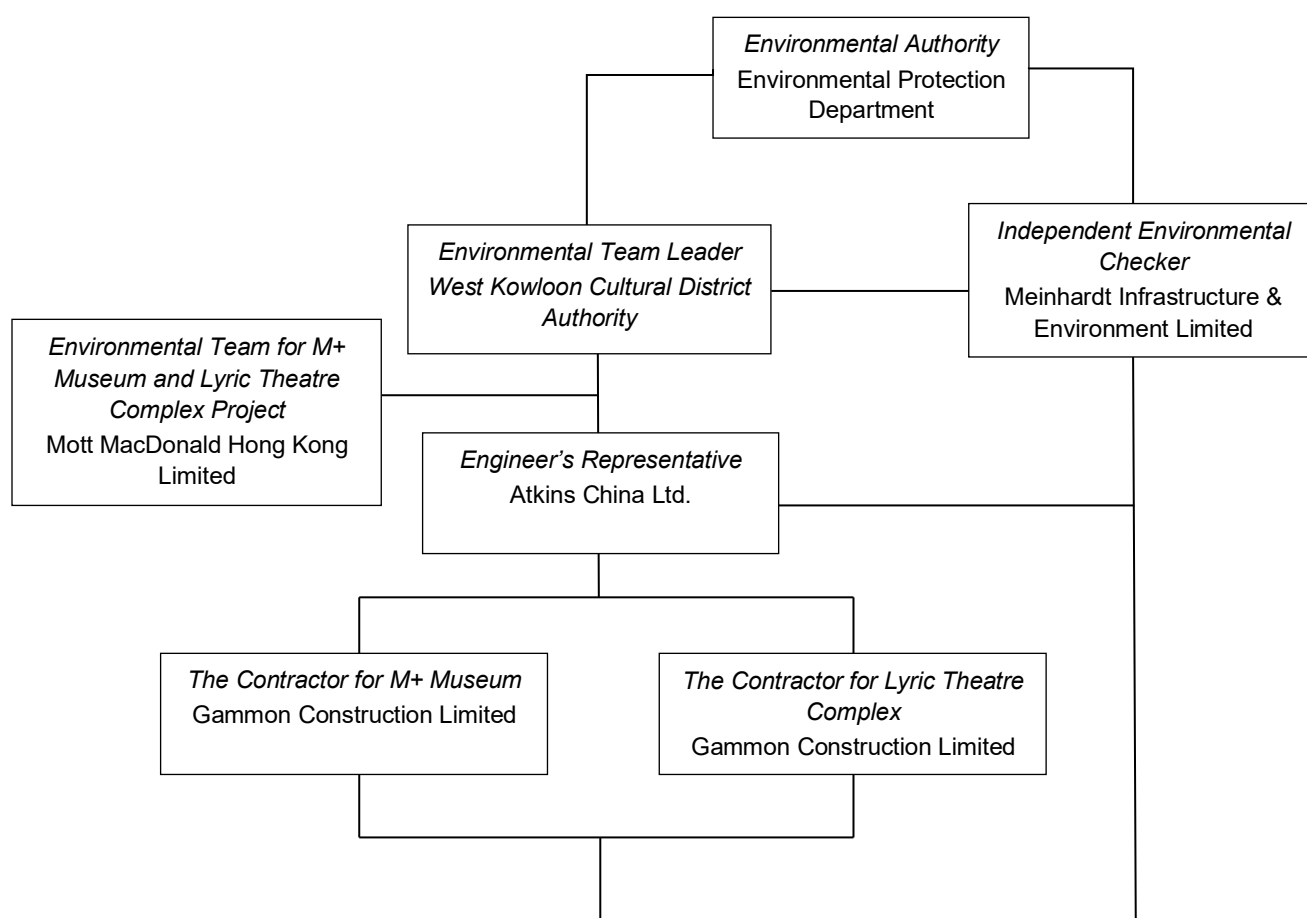 Environmental Authority
Environmental Protection
Department
Environmental Team Leader
West Kowloon Cultural District
Authority
Independent Environmental
Checker
Meinhardt Infrastructure &
Environment Limited
Environmental Team for M+
Museum and Lyric Theatre
Complex Project
Mott MacDonald Hong Kong
Limited
Engineer’s Representative
Atkins China Ltd.
The Contractor for M+ Museum
Gammon Construction Limited
The Contractor for Lyric Theatre
Complex
Gammon Construction Limited